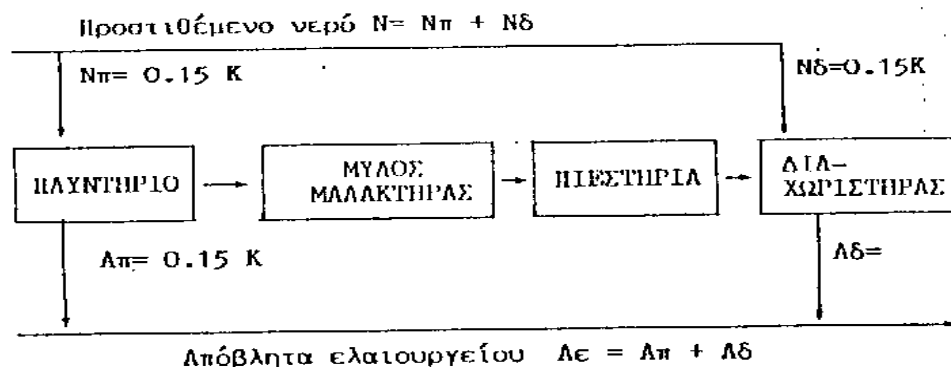 Προστιθέμενο νερό Ν= Νπ + Νδ
Νπ= 0.15 Κ
Νδ=0.15Κ
ΠΛΥΝΤΗΡΙΟ
ΜΥΛΟΣ
ΜΑΛΑΚΤΗΡΑΣ
ΠΙΕΣΤΗΡΙΑ
ΔΙΑ-
ΧΩΡΙΣΤΗΡΑΣ
Απ= 0.15 Κ
Αδ=
Απόβλητα ελαιουργείου Αε = Απ + Αδ